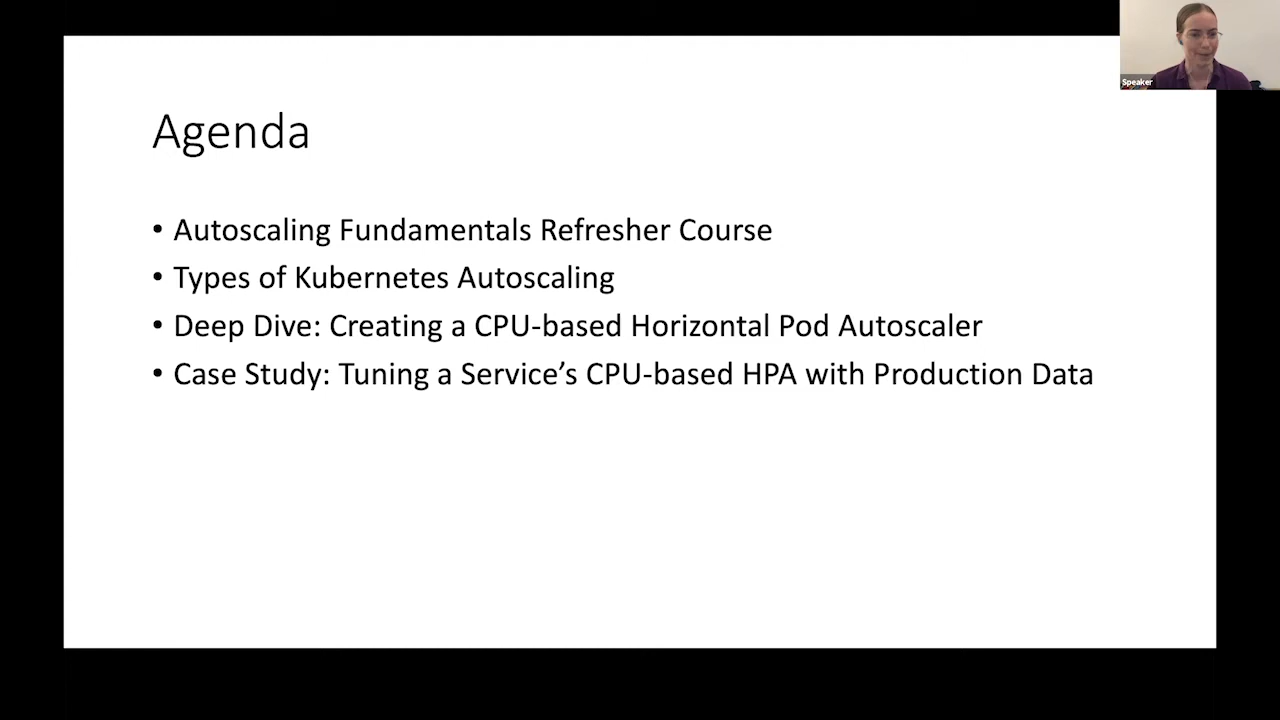 Speaker
Agenda
• Autoscaling Fundamentals Refresher Course
• Types of Kubernetes Autoscaling
• Deep Dive: Creating a CPU-based Horizontal Pod Autoscaler
• Case Study: Tuning a Service’s CPU-based HPA with Production Data